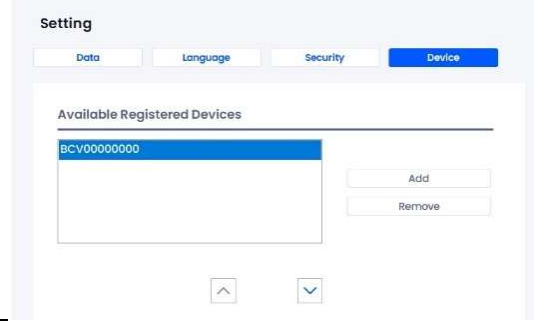 Setting
Data Language Security Device
Available Registered Devices
BCV00000000
Add
Remove